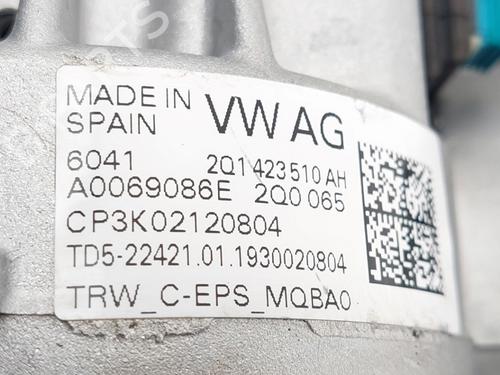 MADE IN SPAIN VW AG
6041 2Q1 423 510 AH
A0069086E 2Q0 065
CP3K02120804
TD5-22421.01.1930020804
TRW_C-EPS_MQBA0